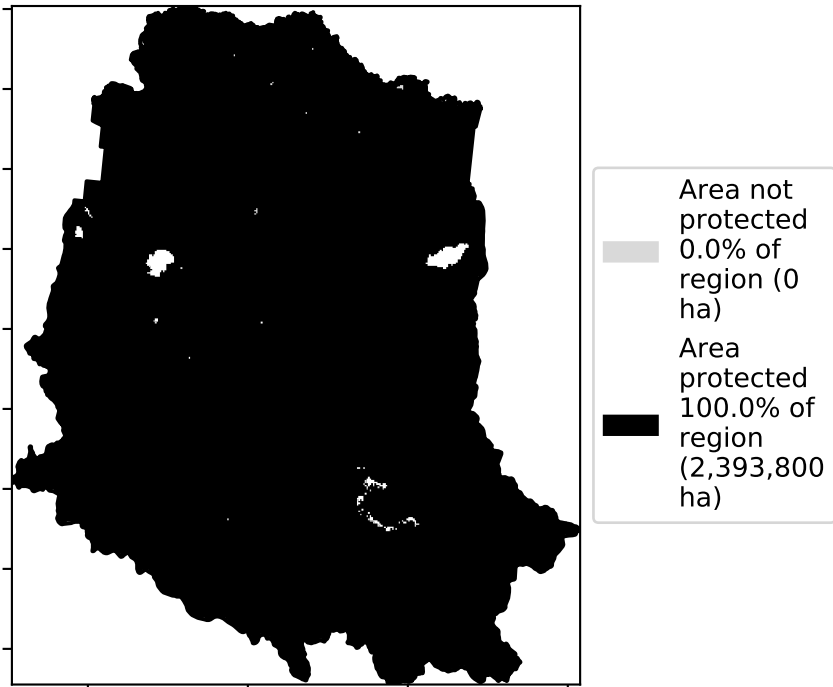 Area not
protected
0.0% of
region (0
ha)
Area
protected
100.0% of
region
(2,393,800
ha)